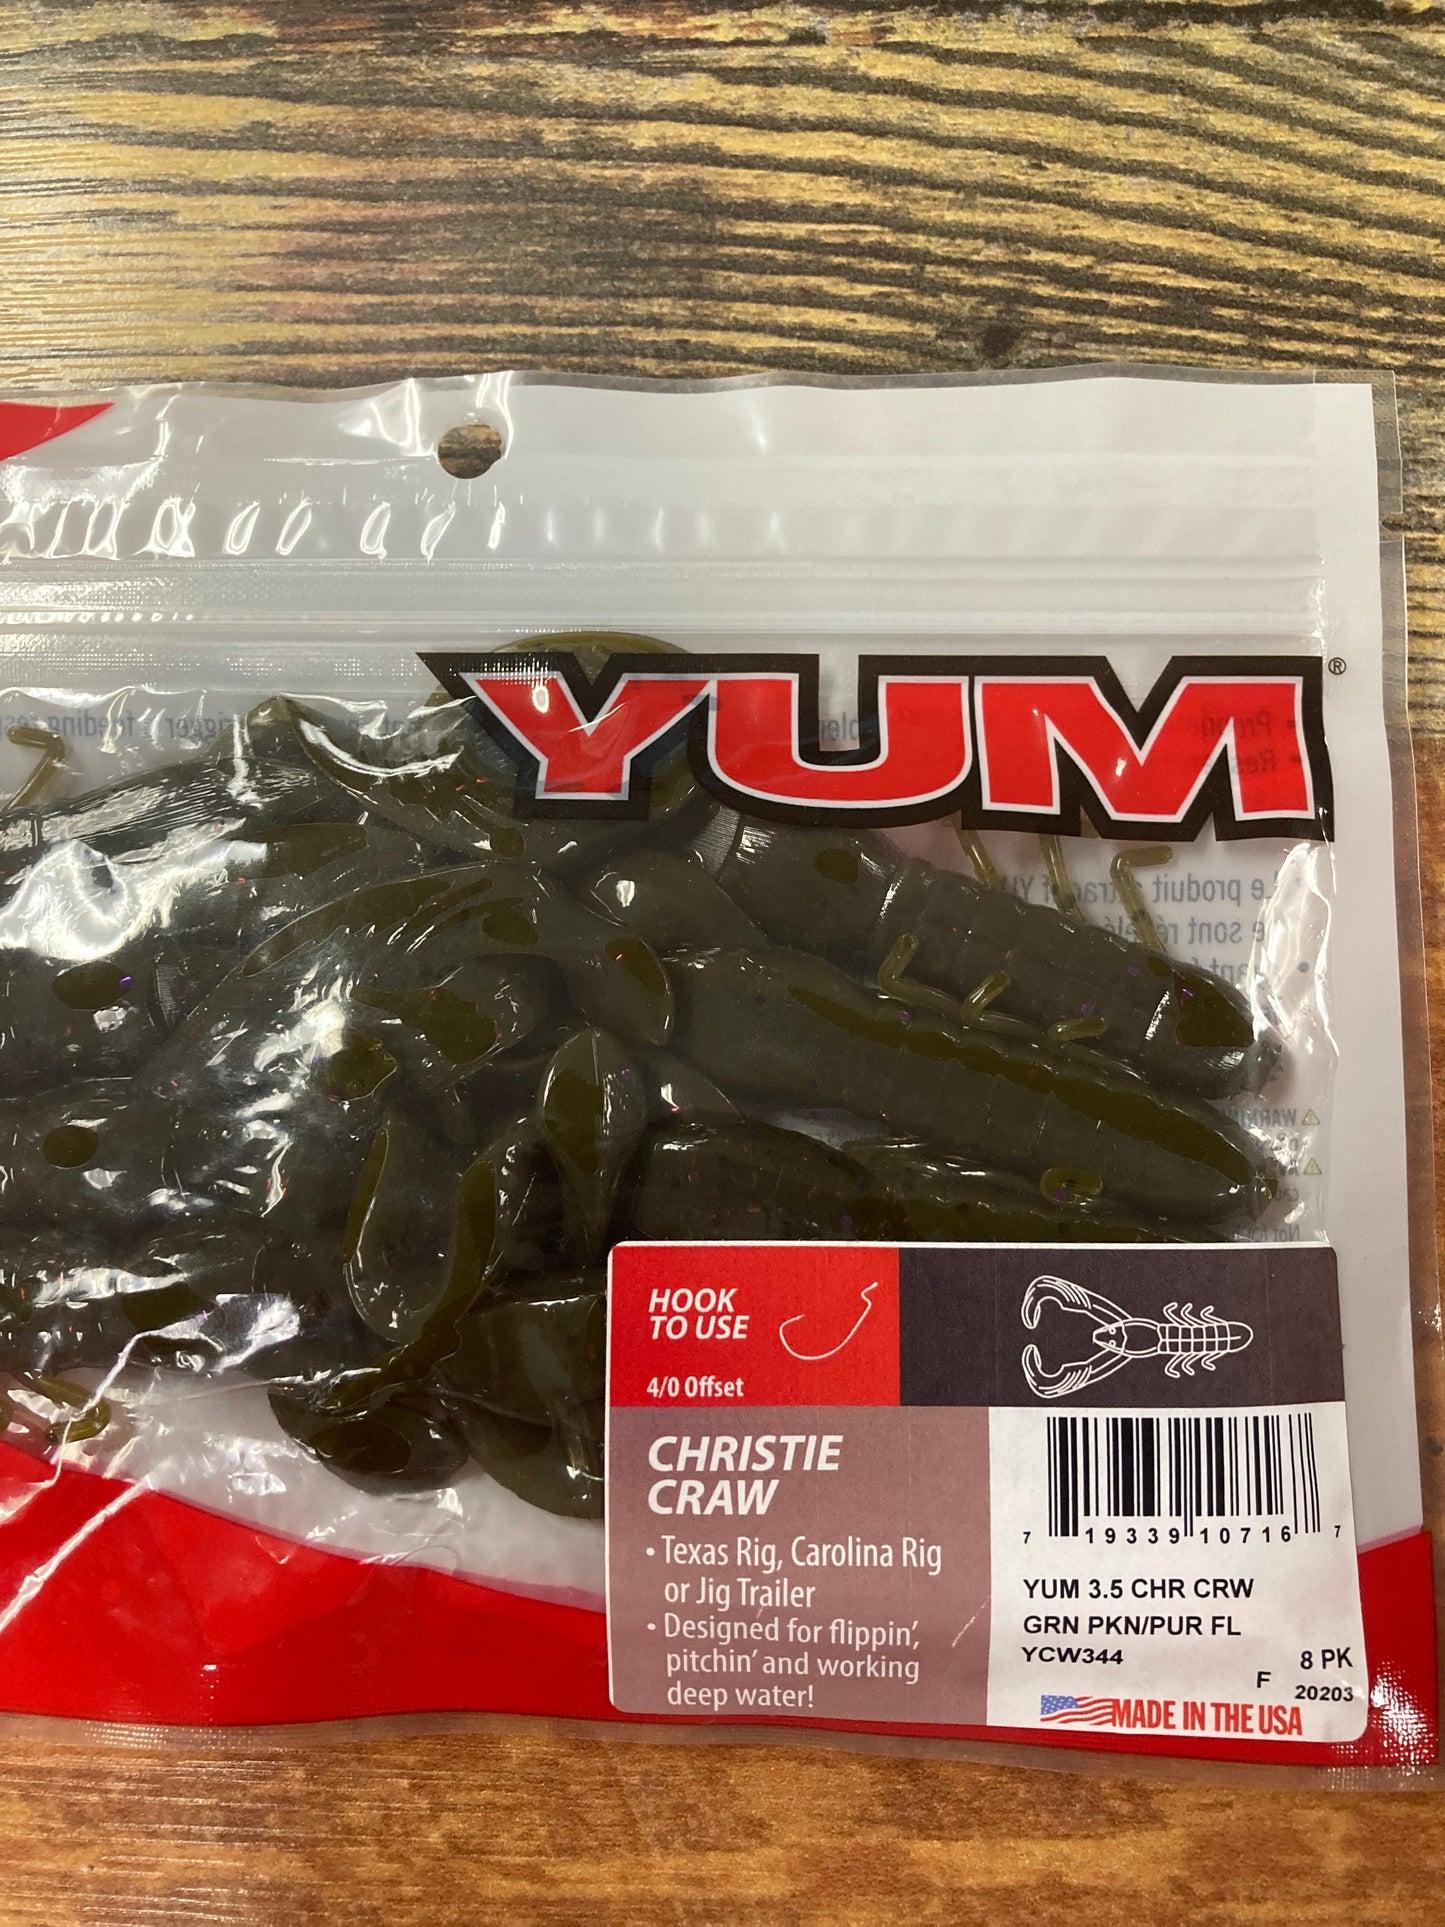 YUM®
HOOK
TO USE
4/0 Offset
CHRISTIE
CRAW
• Texas Rig, Carolina Rig
or Jig Trailer
• Designed for flippin',
pitchin' and working
deep water!
7 19339 10716 7
YUM 3.5 CHR CRW
GRN PKN/PUR FL
YCW344
8 PK
F 20203
MADE IN THE USA
Le produit